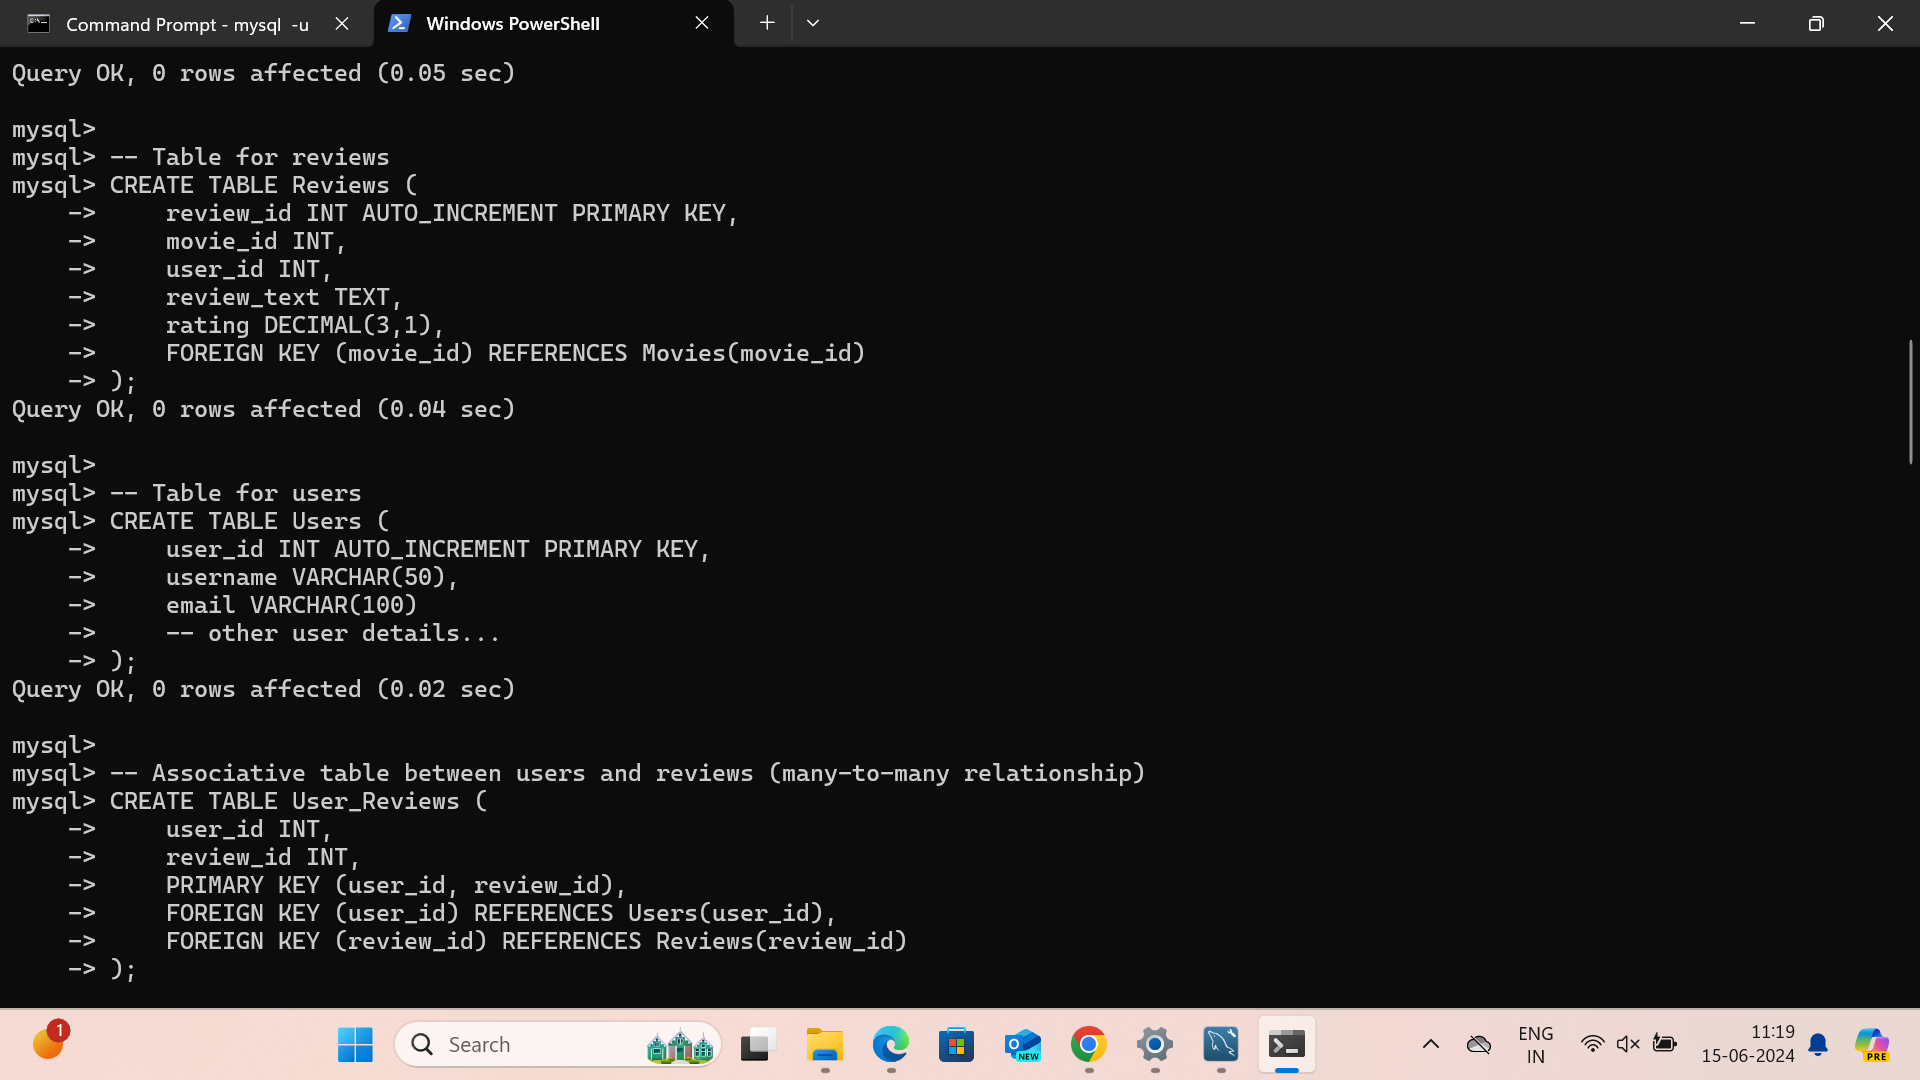 Command Prompt - mysql -u
Windows PowerShell
Query OK, 0 rows affected (0.05 sec)
mysql>
mysql> -- Table for reviews
mysql> CREATE TABLE Reviews (
    ->     review_id INT AUTO_INCREMENT PRIMARY KEY,
    ->     movie_id INT,
    ->     user_id INT,
    ->     review_text TEXT,
    ->     rating DECIMAL(3,1),
    ->     FOREIGN KEY (movie_id) REFERENCES Movies(movie_id)
    -> );
Query OK, 0 rows affected (0.04 sec)
mysql>
mysql> -- Table for users
mysql> CREATE TABLE Users (
    ->     user_id INT AUTO_INCREMENT PRIMARY KEY,
    ->     username VARCHAR(50),
    ->     email VARCHAR(100)
    ->     -- other user details...
    -> );
Query OK, 0 rows affected (0.02 sec)
mysql>
mysql> -- Associative table between users and reviews (many-to-many relationship)
mysql> CREATE TABLE User_Reviews (
    ->     user_id INT,
    ->     review_id INT,
    ->     PRIMARY KEY (user_id, review_id),
    ->     FOREIGN KEY (user_id) REFERENCES Users(user_id),
    ->     FOREIGN KEY (review_id) REFERENCES Reviews(review_id)
    -> );
1
Search
NEW
ENG
IN
11:19
15-06-2024
PRE